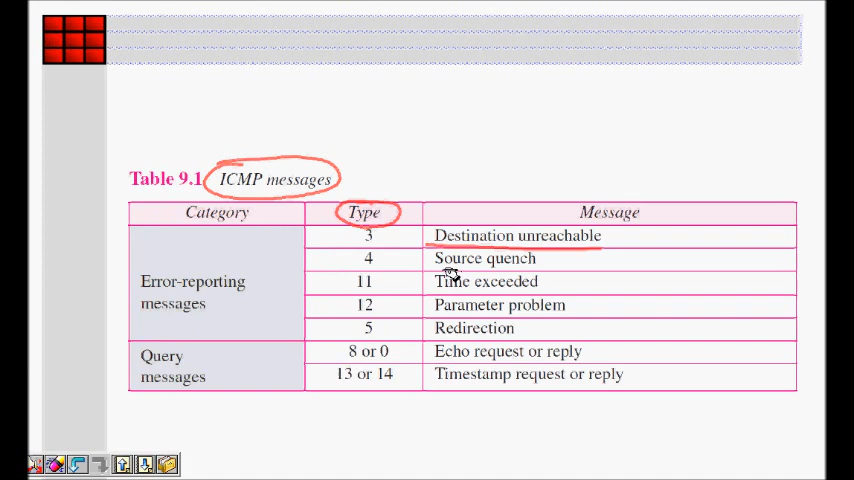 Table 9.1 ICMP messages
Category Type Message
Error-reporting messages
3 Destination unreachable
4 Source quench
11 Time exceeded
12 Parameter problem
5 Redirection
Query messages
8 or 0 Echo request or reply
13 or 14 Timestamp request or reply